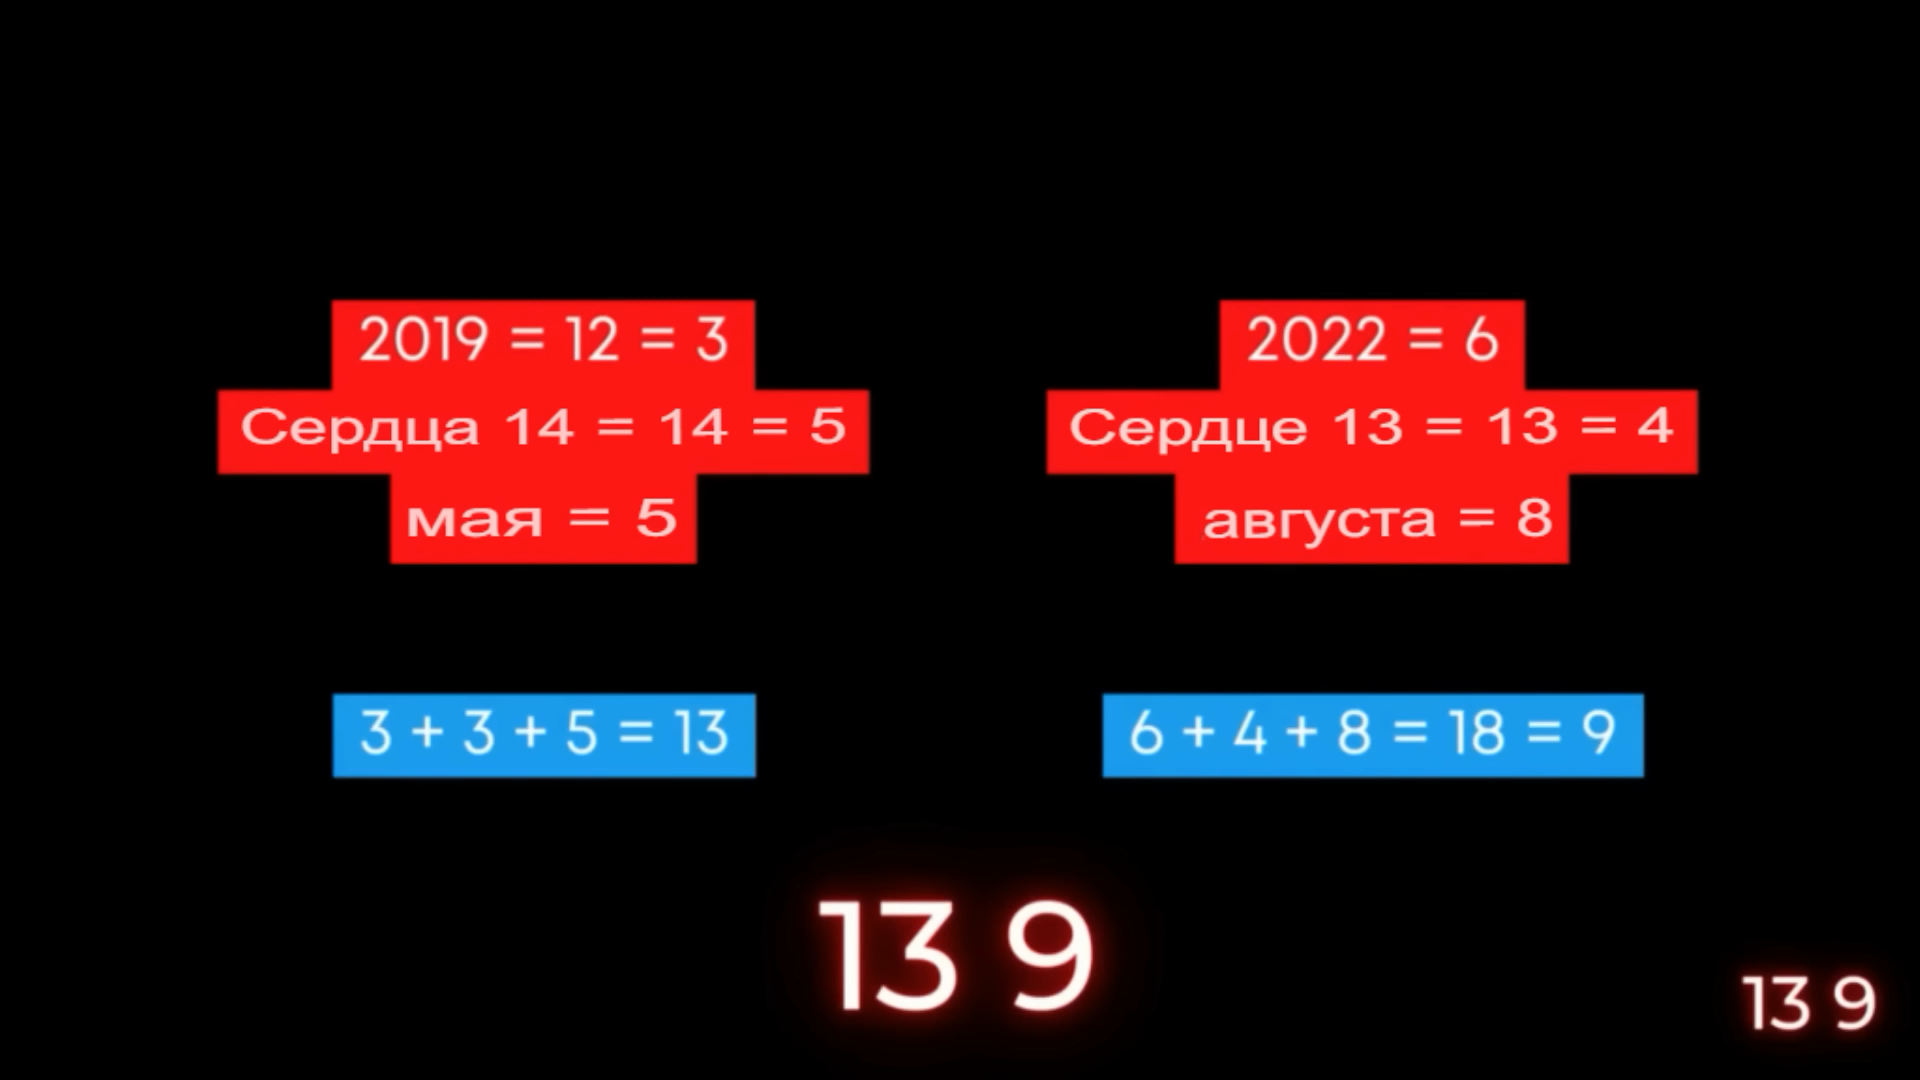 2019 = 12 = 3
Сердца 14 = 14 = 5
мая = 5
3 + 3 + 5 = 13
2022 = 6
Сердце 13 = 13 = 4
августа = 8
6 + 4 + 8 = 18 = 9
13 9
13 9